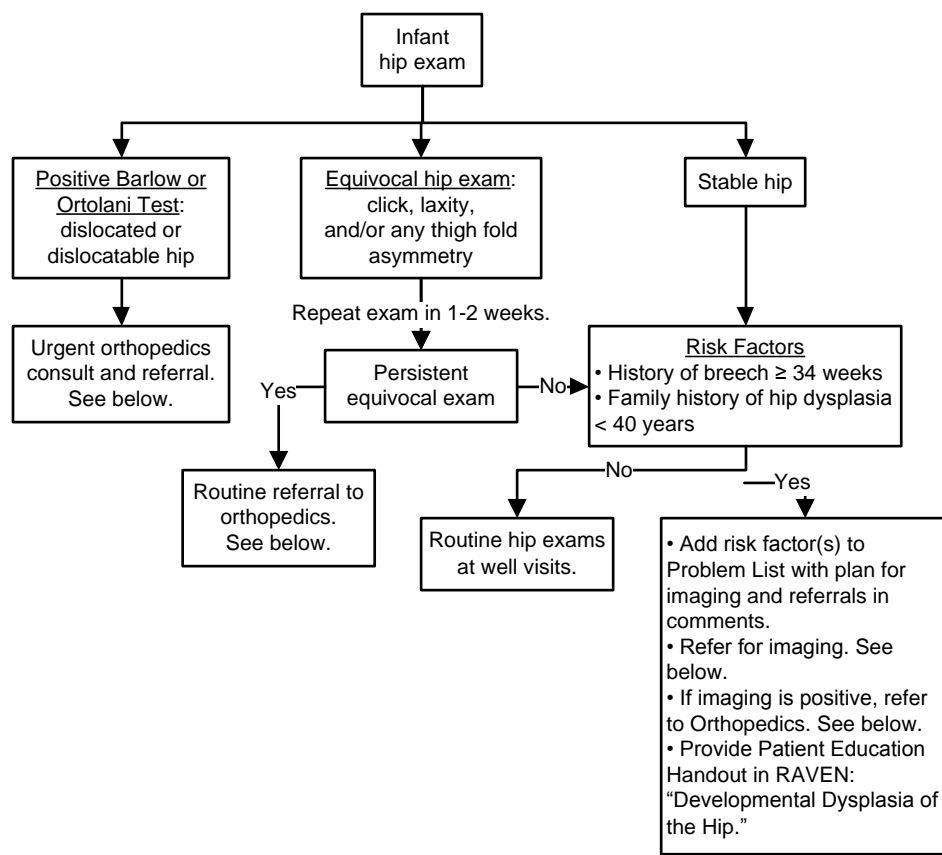 Infant
hip exam
Positive Barlow or
Ortolani Test:
dislocated or
dislocatable hip
Equivocal hip exam:
click, laxity,
and/or any thigh fold
asymmetry
Stable hip
Repeat exam in 1-2 weeks.
Urgent orthopedics
consult and referral.
See below.
Yes
Persistent
equivocal exam
No
Risk Factors
• History of breech ≥ 34 weeks
• Family history of hip dysplasia
< 40 years
No
Yes
Routine referral to
orthopedics.
See below.
Routine hip exams
at well visits.
• Add risk factor(s) to
Problem List with plan for
imaging and referrals in
comments.
• Refer for imaging. See
below.
• If imaging is positive, refer
to Orthopedics. See below.
• Provide Patient Education
Handout in RAVEN:
“Developmental Dysplasia of
the Hip.”